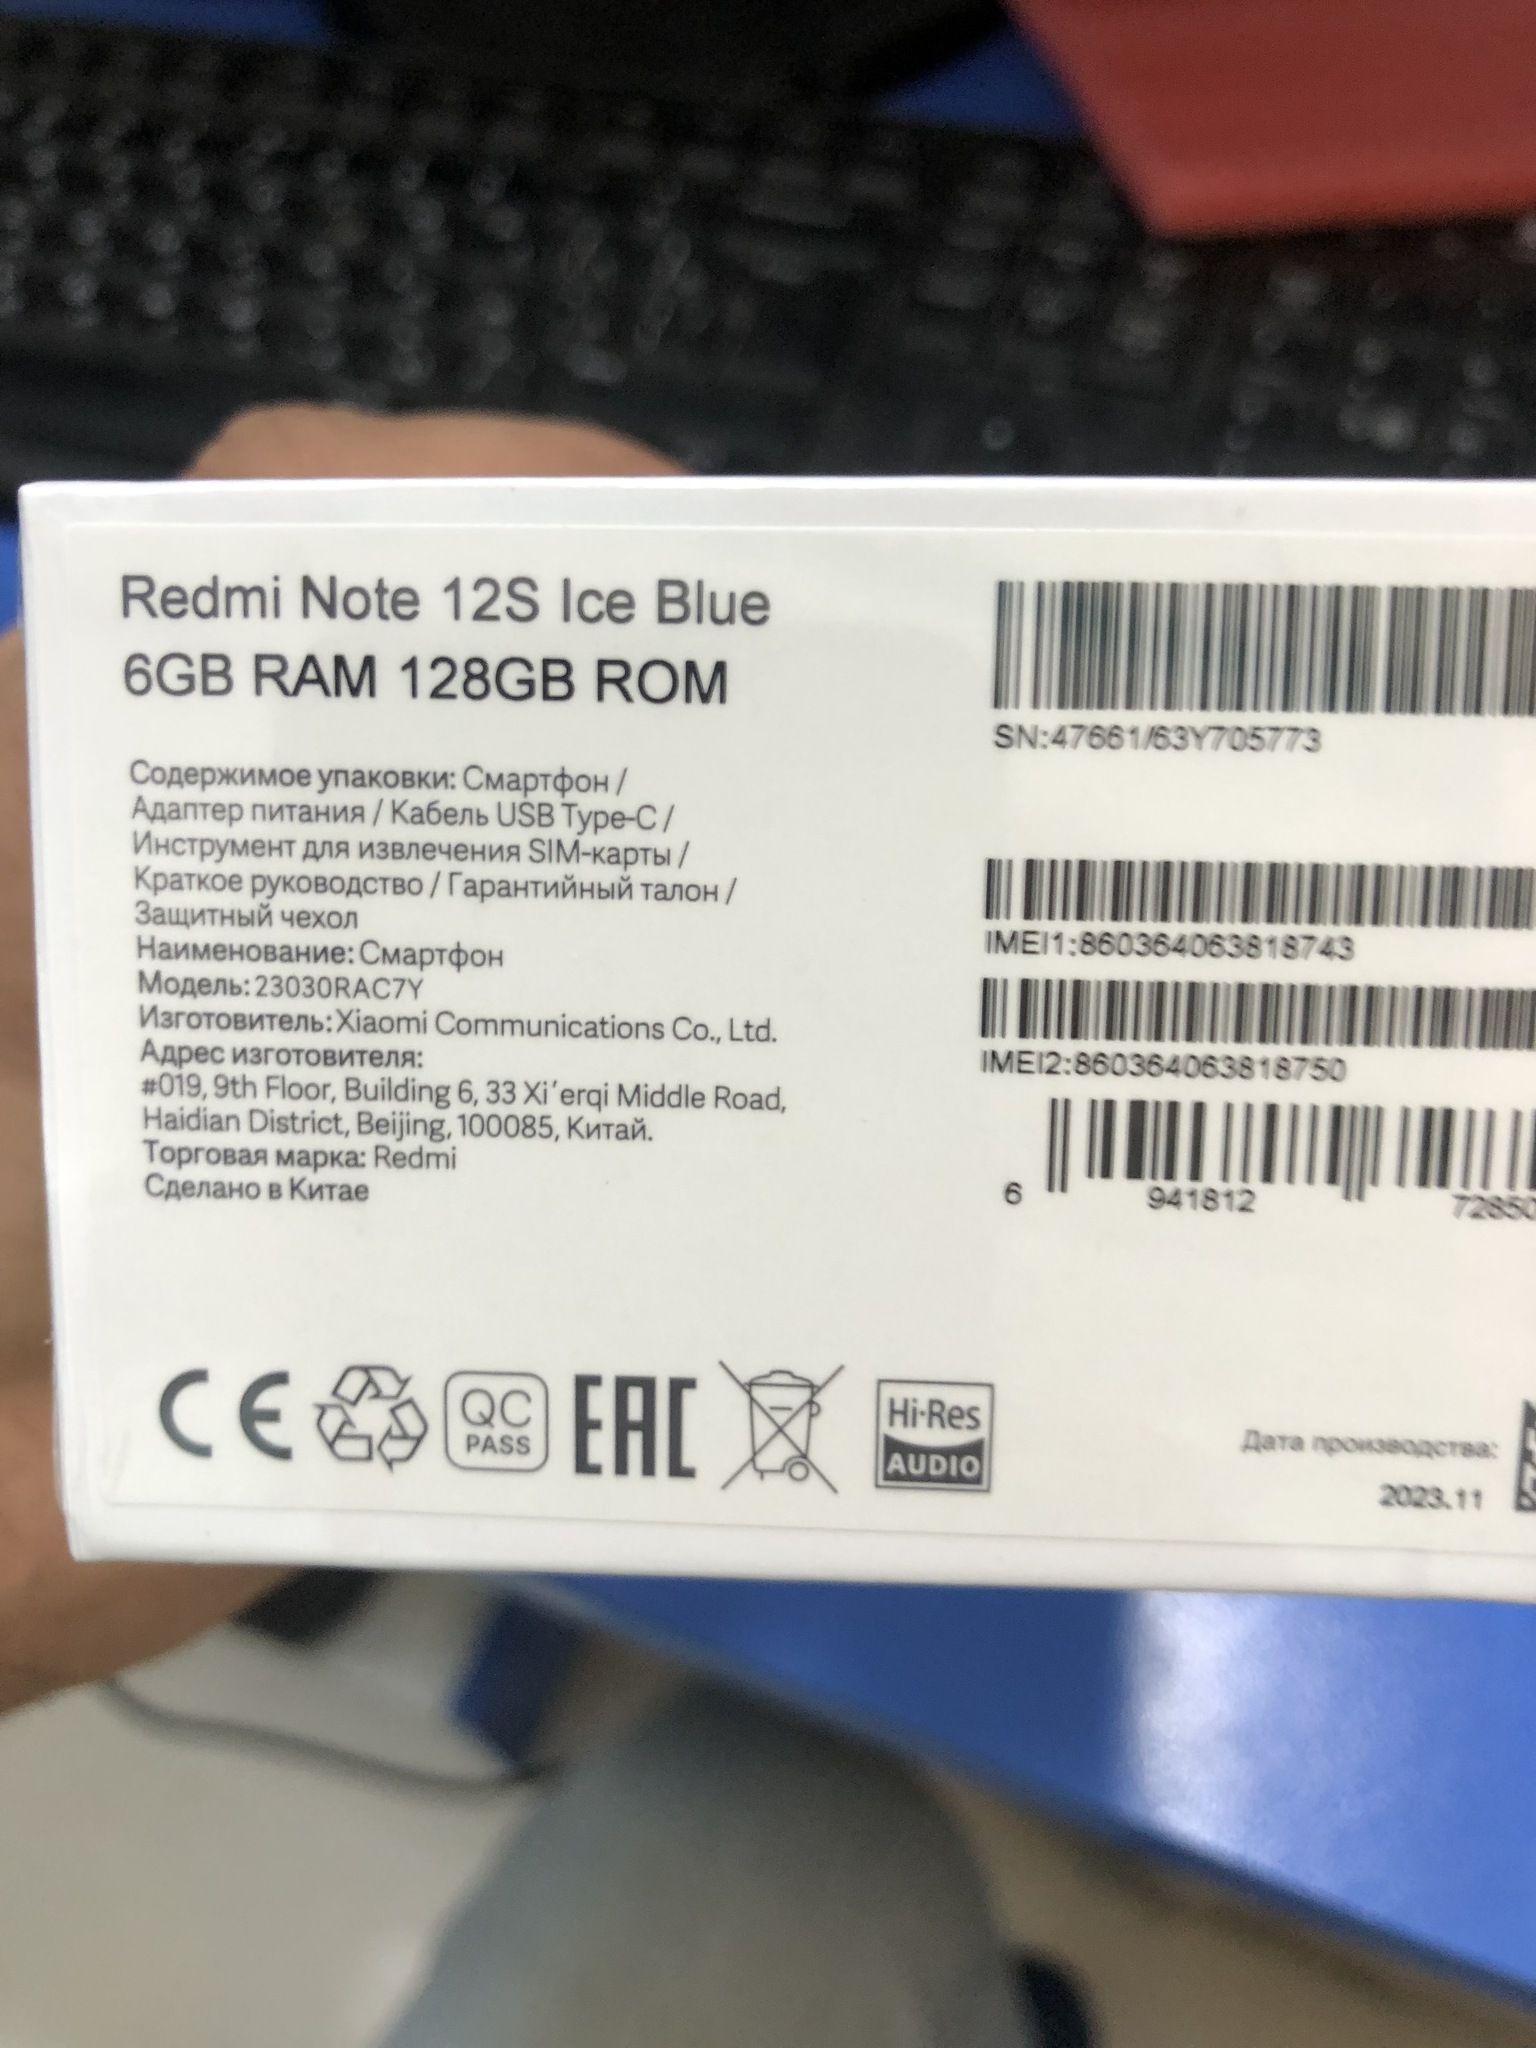 Redmi Note 12S Ice Blue
6GB RAM 128GB ROM
Содержимое упаковки: Смартфон /
Адаптер питания / Кабель USB Type-C /
Инструмент для извлечения SIM-карты /
Краткое руководство / Гарантийный талон /
Защитный чехол
Наименование: Смартфон
Модель: 23030RAC7Y
Изготовитель: Xiaomi Communications Co., Ltd.
Адрес изготовителя:
#019, 9th Floor, Building 6, 33 Xi'erqi Middle Road,
Haidian District, Beijing, 100085, Китай.
Торговая марка: Redmi
Сделано в Китае
SN:47661/63Y705773
IMEI1:860364063818743
IMEI2:860364063818750
6 941812 72850
CE
QC
PASS
EAC
Hi-Res
AUDIO
Дата производства:
2023.11